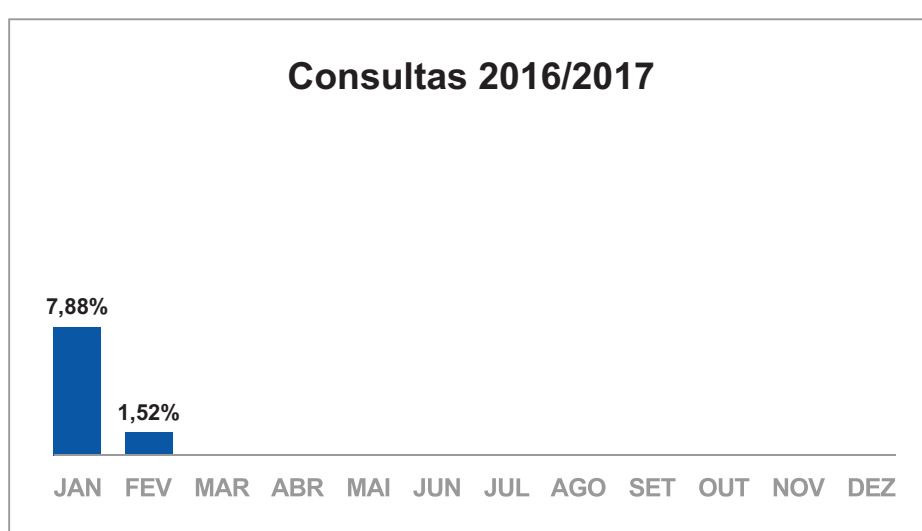 Consultas 2016/2017
7,88%
1,52%
JAN FEV MAR ABR MAI JUN JUL AGO SET OUT NOV DEZ